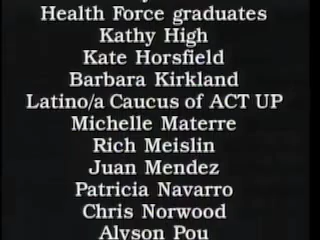 Health Force graduates
Kathy High
Kate Horsfield
Barbara Kirkland
Latino/a Caucus of ACT UP
Michelle Materre
Rich Meislin
Juan Mendez
Patricia Navarro
Chris Norwood
Alyson Pou